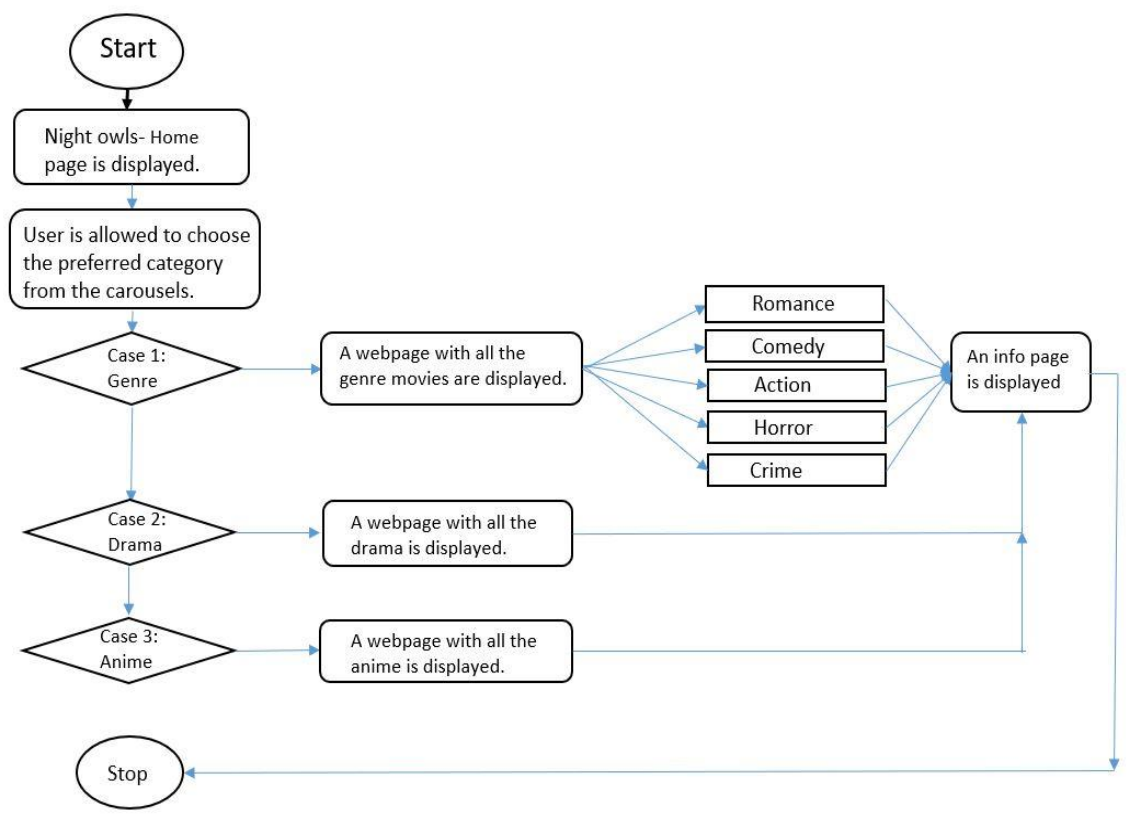 Start
Night owls- Home
page is displayed.
User is allowed to choose
the preferred category
from the carousels.
Case 1:
Genre
A webpage with all the
genre movies are displayed.
Romance
Comedy
Action
Horror
Crime
An info page
is displayed
Case 2:
Drama
A webpage with all the
drama is displayed.
Case 3:
Anime
A webpage with all the
anime is displayed.
Stop